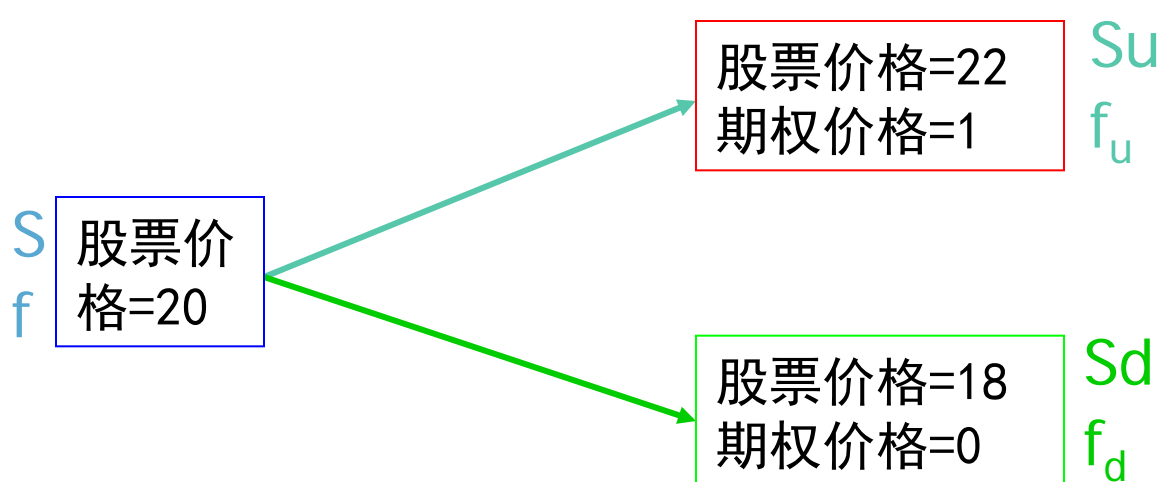 股票价格=22
期权价格=1
Su
fu
S
f
股票价
格=20
股票价格=18
期权价格=0
Sd
fd